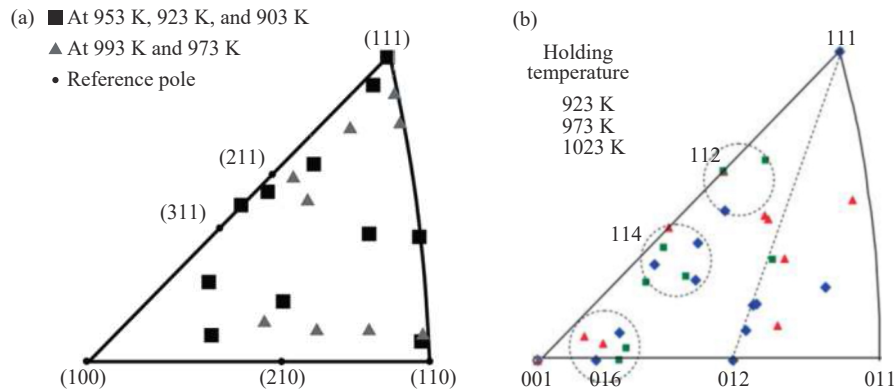 (a) ■ At 953 K, 923 K, and 903 K
▲ At 993 K and 973 K
• Reference pole
(111)
(211)
(311)
(100)
(210)
(110)
(b)
Holding
temperature
923 K
973 K
1023 K
111
112
114
001
016
012
011